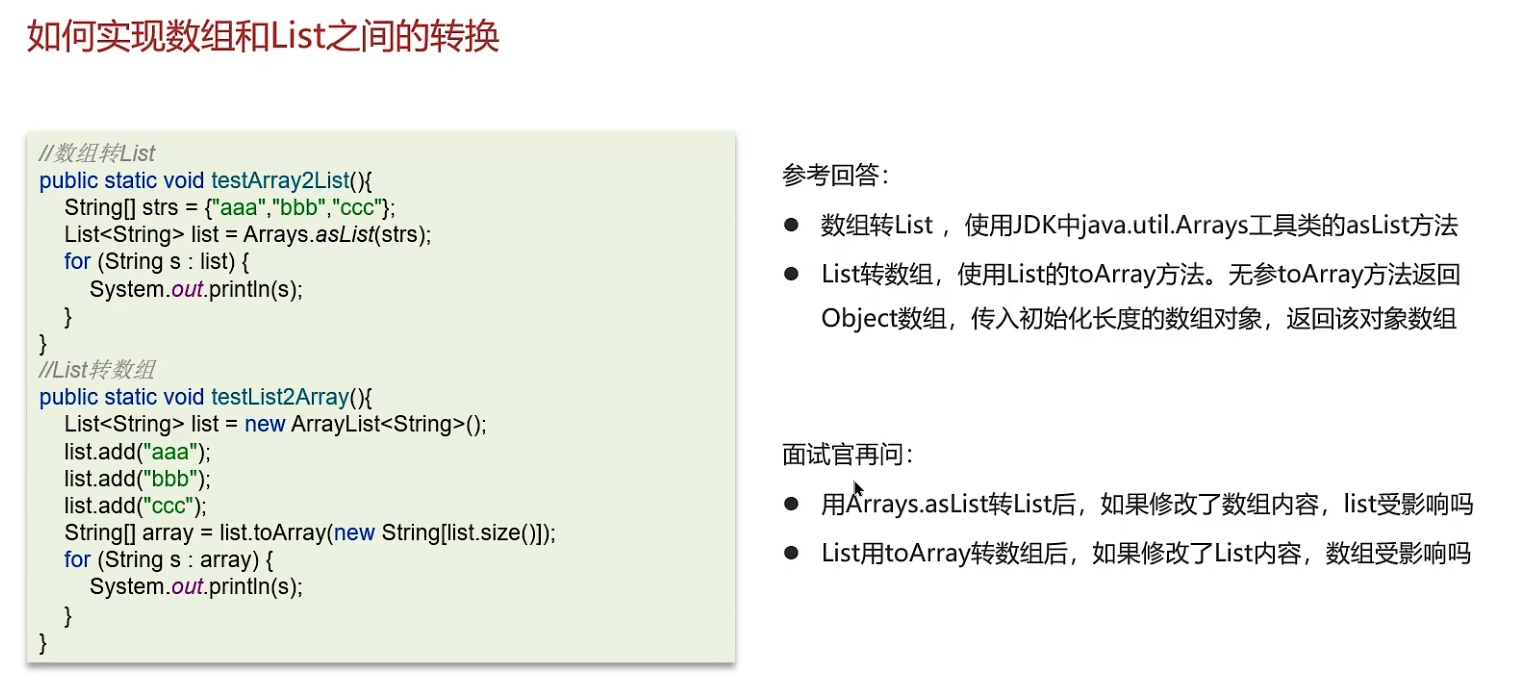 如何实现数组和List之间的转换
//数组转List
public static void testArray2List(){
String[] strs = {"aaa","bbb","ccc"};
List<String> list = Arrays.asList(strs);
for (String s : list) {
System.out.println(s);
}
}
//List转数组
public static void testList2Array(){
List<String> list = new ArrayList<String>();
list.add("aaa");
list.add("bbb");
list.add("ccc");
String[] array = list.toArray(new String[list.size()]);
for (String s : array) {
System.out.println(s);
}
}
参考回答：
● 数组转List ，使用JDK中java.util.Arrays工具类的asList方法
● List转数组，使用List的toArray方法。无参toArray方法返回
Object数组，传入初始化长度的数组对象，返回该对象数组
面试官再问：
● 用Arrays.asList转List后，如果修改了数组内容，list受影响吗
● List用toArray转数组后，如果修改了List内容，数组受影响吗